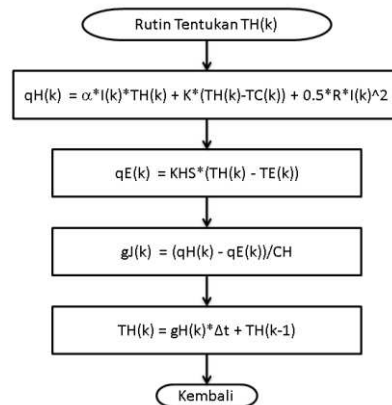 Rutin Tentukan TH(k)
qH(k) = α*I(k)*TH(k) + K*(TH(k)-TC(k)) + 0.5*R*I(k)^2
qE(k) = KHS*(TH(k) - TE(k))
gJ(k) = (qH(k) - qE(k))/CH
TH(k) = gH(k)*Δt + TH(k-1)
Kembali